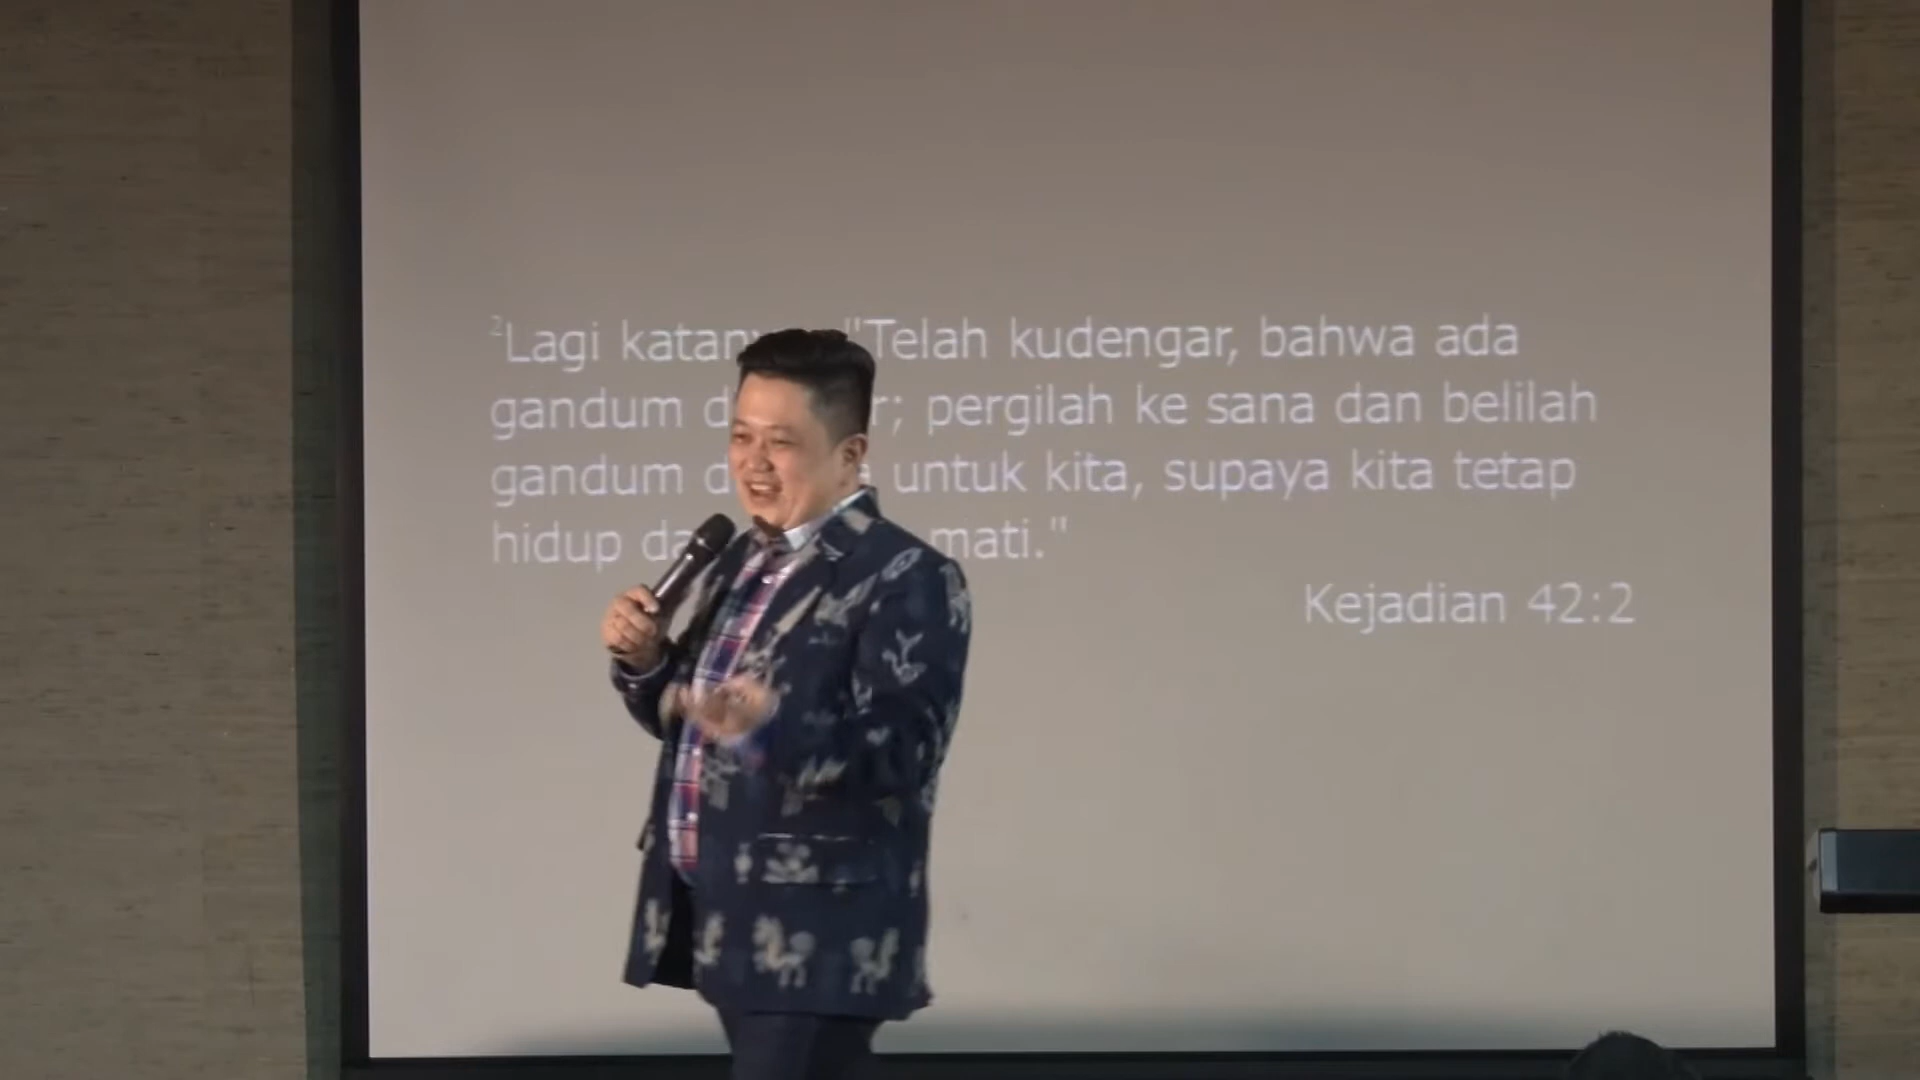 2Lagi "Telah kudengar, bahwa ada
gandum pergilah ke sana dan belilah
gandum untuk kita, supaya kita tetap
hidup mati."
Kejadian 42:2